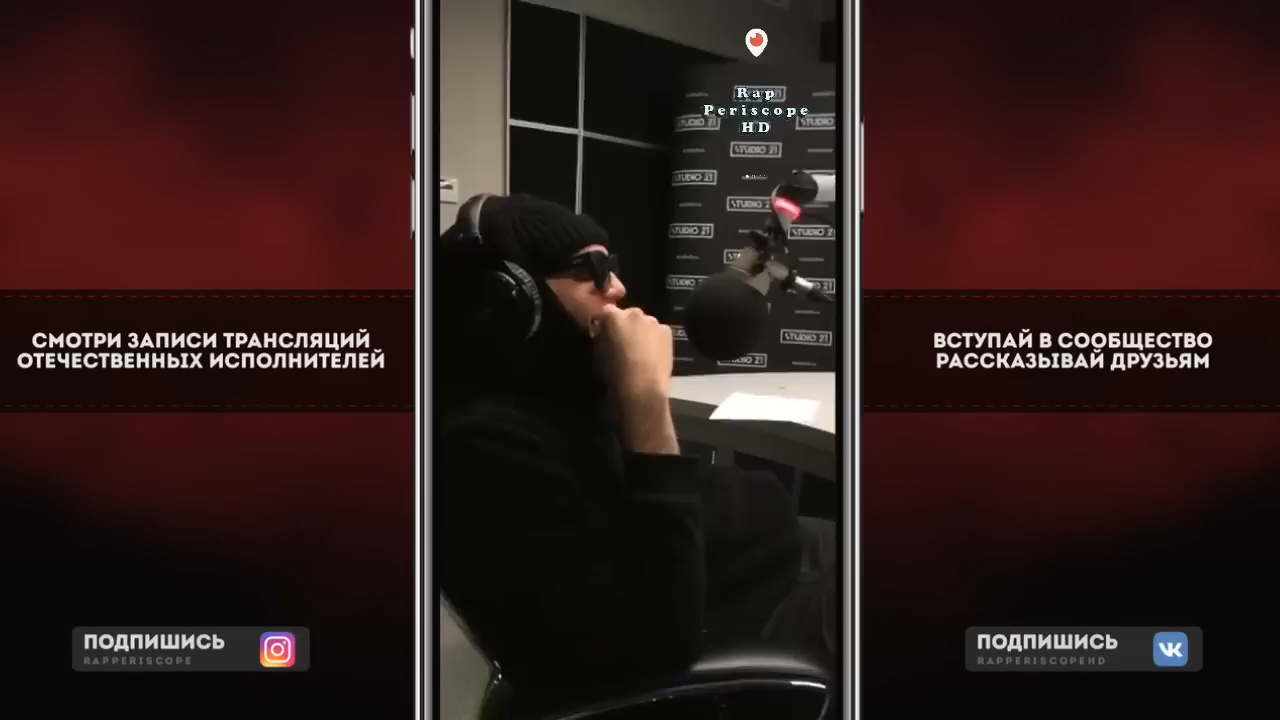 Rap
Periscope
HD
STUDIO 21
STUDIO 21
STUDIO 21
STUDIO 21
STUDIO 21
STUDIO 21
STUDIO 21
STUDIO 21
STUDIO 21
СМОТРИ ЗАПИСИ ТРАНСЛЯЦИЙ
ОТЕЧЕСТВЕННЫХ ИСПОЛНИТЕЛЕЙ
ВСТУПАЙ В СООБЩЕСТВО
РАССКАЗЫВАЙ ДРУЗЬЯМ
ПОДПИШИСЬ
RAPPERISCOPE
ПОДПИШИСЬ
RAPPERISCOPEHD